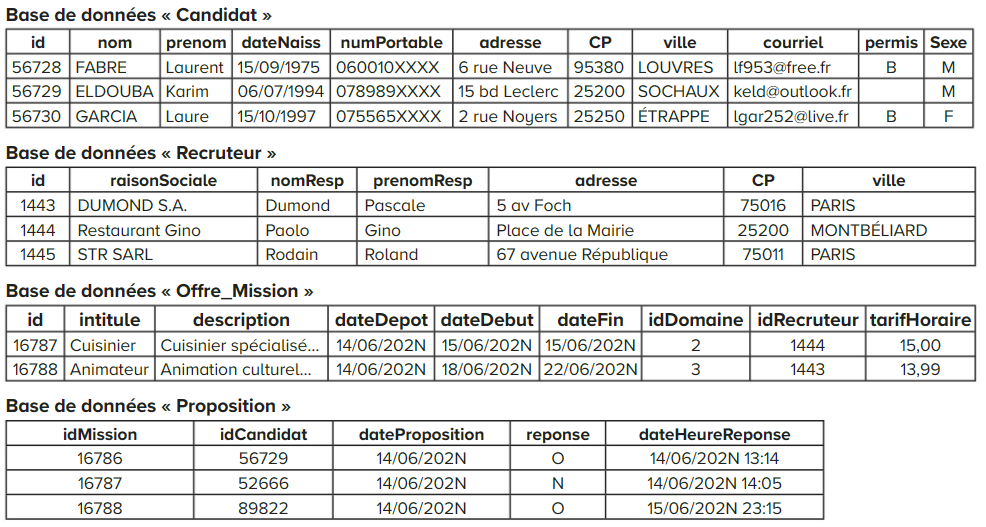 Base de données « Candidat »
id nom prenom dateNaiss numPortable adresse CP ville courriel permis Sexe
56728 FABRE Laurent 15/09/1975 060010XXXX 6 rue Neuve 95380 LOUVRES lf953@free.fr B M
56729 ELDOUBA Karim 06/07/1994 078989XXXX 15 bd Leclerc 25200 SOCHAUX keld@outlook.fr M
56730 GARCIA Laure 15/10/1997 075565XXXX 2 rue Noyers 25250 ÉTRAPPE lgar252@live.fr B F
Base de données « Recruteur »
id raisonSociale nomResp prenomResp adresse CP ville
1443 DUMOND S.A. Dumond Pascale 5 av Foch 75016 PARIS
1444 Restaurant Gino Paolo Gino Place de la Mairie 25200 MONTBÉLIARD
1445 STR SARL Rodain Roland 67 avenue République 75011 PARIS
Base de données « Offre_Mission »
id intitule description dateDepot dateDebut dateFin idDomaine idRecruteur tarifHoraire
16787 Cuisinier Cuisinier spécialisé... 14/06/202N 15/06/202N 15/06/202N 2 1444 15,00
16788 Animateur Animation culturel... 14/06/202N 18/06/202N 22/06/202N 3 1443 13,99
Base de données « Proposition »
idMission idCandidat dateProposition reponse dateHeureReponse
16786 56729 14/06/202N O 14/06/202N 13:14
16787 52666 14/06/202N N 14/06/202N 14:05
16788 89822 14/06/202N O 15/06/202N 23:15